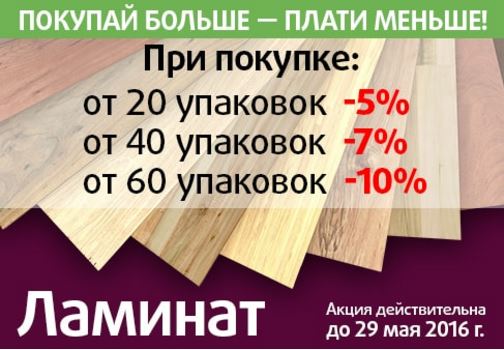 ПОКУПАЙ БОЛЬШЕ — ПЛАТИ МЕНЬШЕ!
При покупке:
от 20 упаковок -5%
от 40 упаковок -7%
от 60 упаковок -10%
Ламинат
Акция действительна
до 29 мая 2016 г.